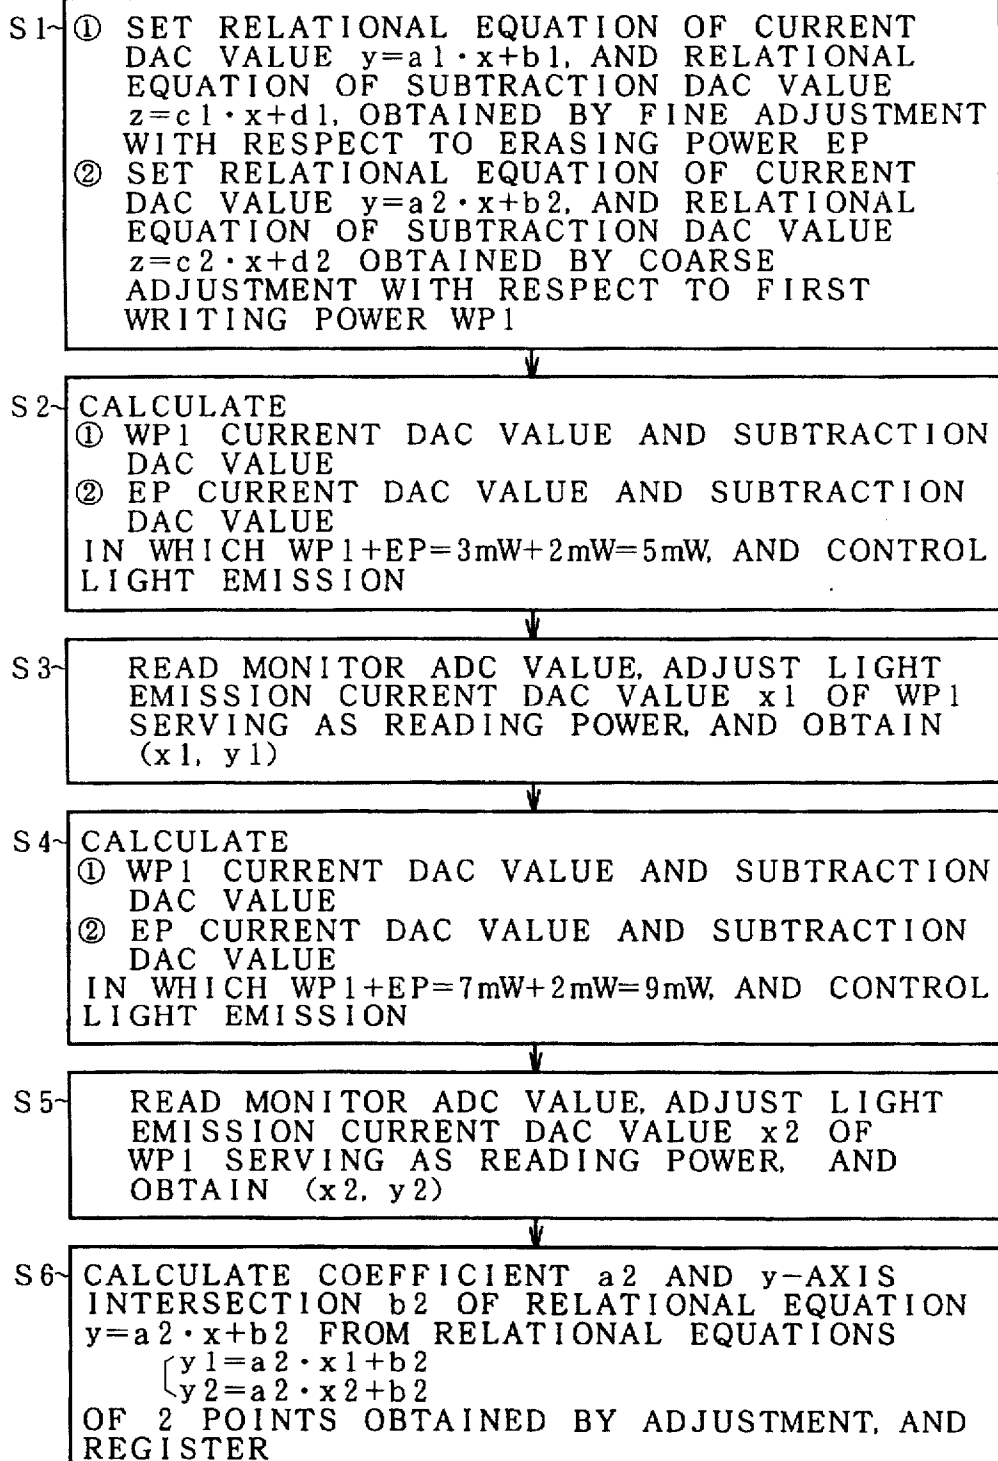 S1 ① SET RELATIONAL EQUATION OF CURRENT
DAC VALUE y=a1・x+b1, AND RELATIONAL
EQUATION OF SUBTRACTION DAC VALUE
z=c1・x+d1, OBTAINED BY FINE ADJUSTMENT
WITH RESPECT TO ERASING POWER EP
② SET RELATIONAL EQUATION OF CURRENT
DAC VALUE y=a2・x+b2, AND RELATIONAL
EQUATION OF SUBTRACTION DAC VALUE
z=c2・x+d2 OBTAINED BY COARSE
ADJUSTMENT WITH RESPECT TO FIRST
WRITING POWER WP1
S2 CALCULATE
① WP1 CURRENT DAC VALUE AND SUBTRACTION
DAC VALUE
② EP CURRENT DAC VALUE AND SUBTRACTION
DAC VALUE
IN WHICH WP1+EP=3mW+2mW=5mW, AND CONTROL
LIGHT EMISSION
S3 READ MONITOR ADC VALUE, ADJUST LIGHT
EMISSION CURRENT DAC VALUE x1 OF WP1
SERVING AS READING POWER, AND OBTAIN
(x1, y1)
S4 CALCULATE
① WP1 CURRENT DAC VALUE AND SUBTRACTION
DAC VALUE
② EP CURRENT DAC VALUE AND SUBTRACTION
DAC VALUE
IN WHICH WP1+EP=7mW+2mW=9mW, AND CONTROL
LIGHT EMISSION
S5 READ MONITOR ADC VALUE, ADJUST LIGHT
EMISSION CURRENT DAC VALUE x2 OF
WP1 SERVING AS READING POWER, AND
OBTAIN (x2, y2)
S6 CALCULATE COEFFICIENT a2 AND y-AXIS
INTERSECTION b2 OF RELATIONAL EQUATION
y=a2・x+b2 FROM RELATIONAL EQUATIONS
y1=a2・x1+b2
y2=a2・x2+b2
OF 2 POINTS OBTAINED BY ADJUSTMENT, AND
REGISTER